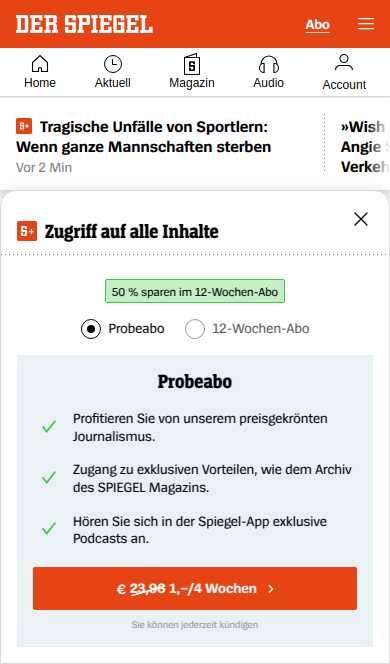 DER SPIEGEL
Abo
Home
Aktuell
Magazin
Audio
Account
S+ Tragische Unfälle von Sportlern:
Wenn ganze Mannschaften sterben
Vor 2 Min
»Wish
Angie
Verkeh
S+ Zugriff auf alle Inhalte
50 % sparen im 12-Wochen-Abo
Probeabo
12-Wochen-Abo
Probeabo
Profitieren Sie von unserem preisgekrönten
Journalismus.
Zugang zu exklusiven Vorteilen, wie dem Archiv
des SPIEGEL Magazins.
Hören Sie sich in der Spiegel-App exklusive
Podcasts an.
€ 23,96 1,–/4 Wochen
Sie können jederzeit kündigen